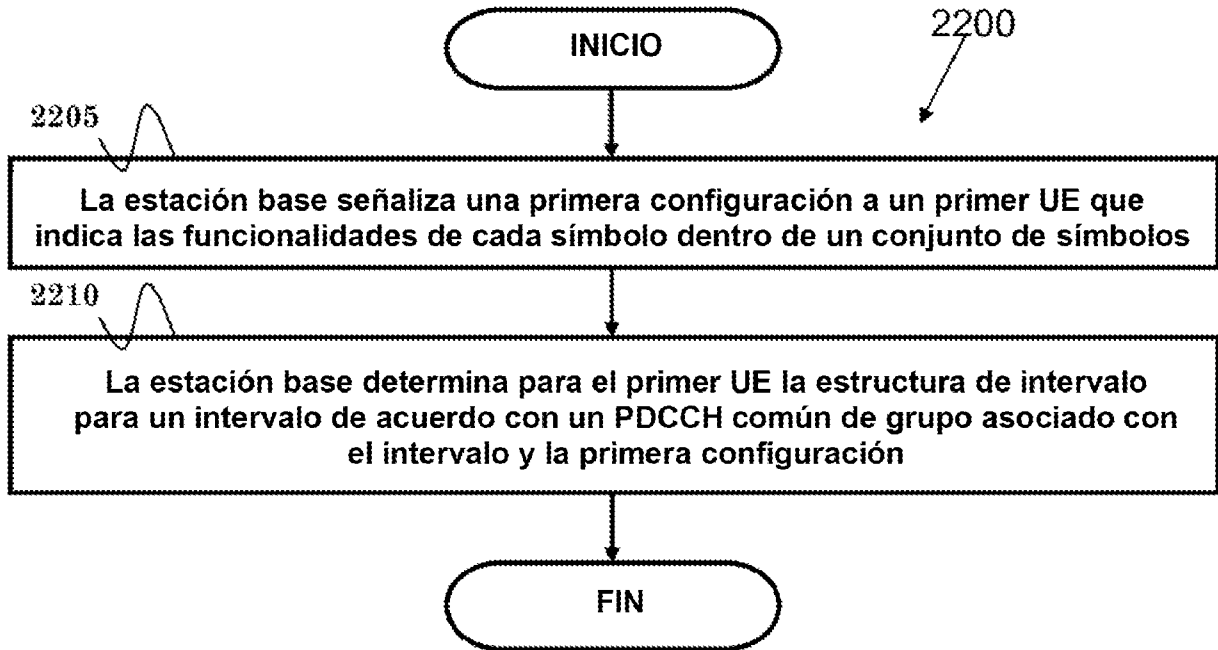 INICIO
2200
2205
La estación base señaliza una primera configuración a un primer UE que
indica las funcionalidades de cada símbolo dentro de un conjunto de símbolos
2210
La estación base determina para el primer UE la estructura de intervalo
para un intervalo de acuerdo con un PDCCH común de grupo asociado con
el intervalo y la primera configuración
FIN